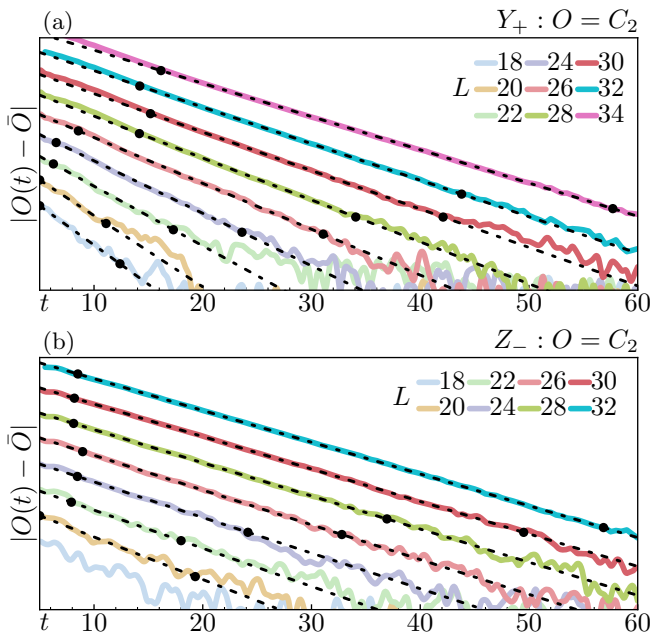 (a) Y₊ : O = C₂
18 24 30
L 20 26 32
22 28 34
|O(t) − Ō|
t 10 20 30 40 50 60
(b) Z₋ : O = C₂
18 22 26 30
L
20 24 28 32
|O(t) − Ō|
t 10 20 30 40 50 60